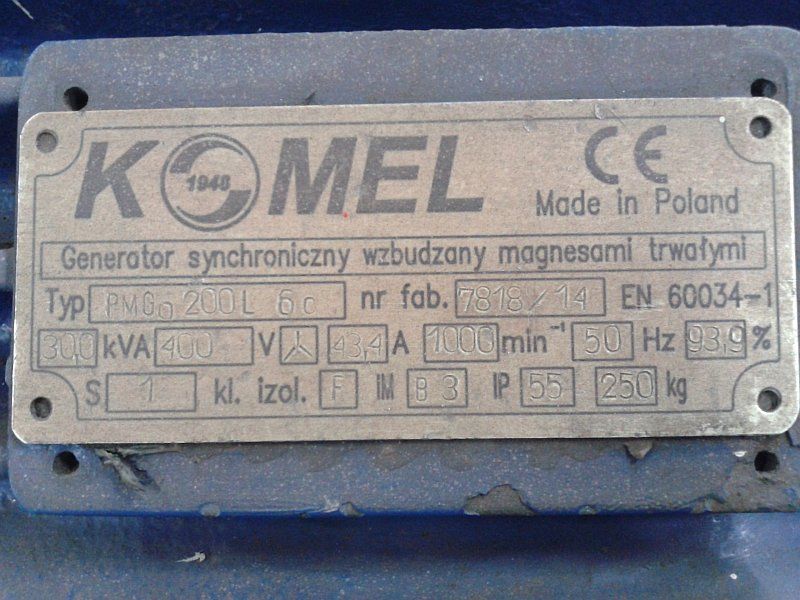 KOMEL
1948
CE
Made in Poland
Generator synchroniczny wzbudzany magnesami trwałymi
Typ PMGo 200L 6c nr fab. 7818/14 EN 60034-1
30,0 kVA 400 V 43,4 A 1000 min⁻¹ 50 Hz 93,9 %
S 1 kl. izol. F IM B3 IP 55 250 kg